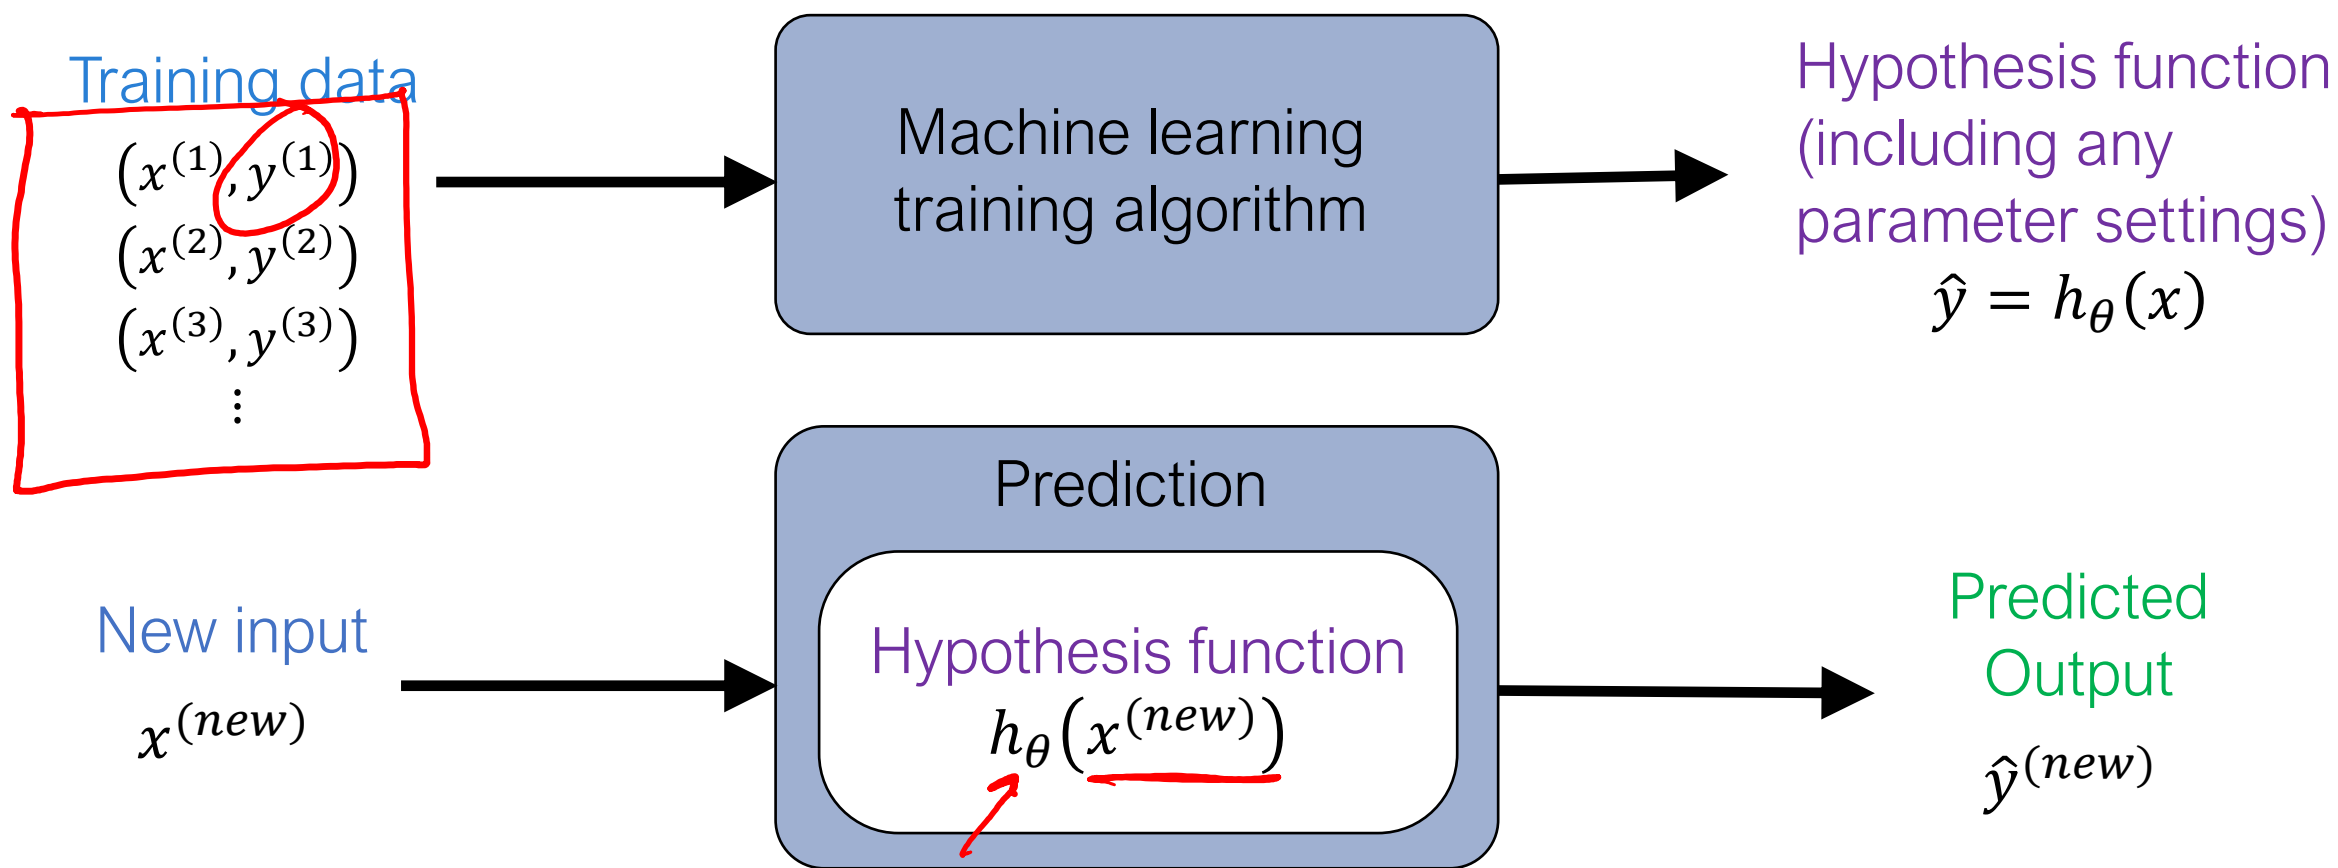 Training data
(x^(1), y^(1))
(x^(2), y^(2))
(x^(3), y^(3))
⋮
Machine learning
training algorithm
Hypothesis function
(including any
parameter settings)
ŷ = h_θ(x)
New input
x^(new)
Prediction
Hypothesis function
h_θ(x^(new))
Predicted
Output
ŷ^(new)